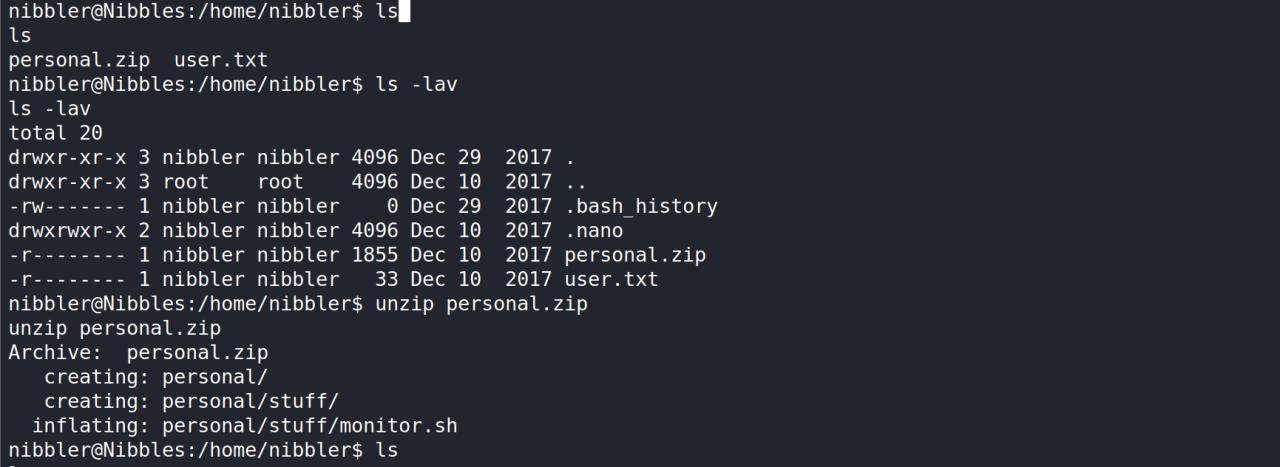 nibbler@Nibbles:/home/nibbler$ ls
ls
personal.zip  user.txt
nibbler@Nibbles:/home/nibbler$ ls -lav
ls -lav
total 20
drwxr-xr-x 3 nibbler nibbler 4096 Dec 29  2017 .
drwxr-xr-x 3 root    root    4096 Dec 10  2017 ..
-rw------- 1 nibbler nibbler    0 Dec 29  2017 .bash_history
drwxrwxr-x 2 nibbler nibbler 4096 Dec 10  2017 .nano
-r-------- 1 nibbler nibbler 1855 Dec 10  2017 personal.zip
-r-------- 1 nibbler nibbler   33 Dec 10  2017 user.txt
nibbler@Nibbles:/home/nibbler$ unzip personal.zip
unzip personal.zip
Archive:  personal.zip
   creating: personal/
   creating: personal/stuff/
  inflating: personal/stuff/monitor.sh
nibbler@Nibbles:/home/nibbler$ ls